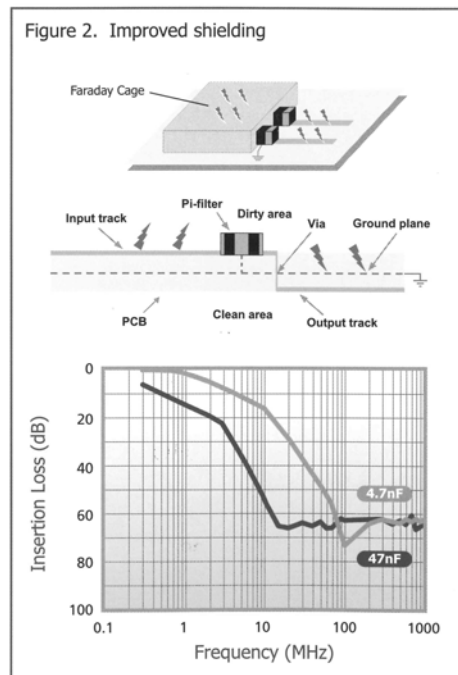 Figure 2. Improved shielding
Faraday Cage
Pi-filter
Dirty area
Input track
Via
Ground plane
PCB
Clean area
Output track
Insertion Loss (dB)
0
20
40
60
80
100
4.7nF
47nF
0.1
1
10
100
1000
Frequency (MHz)